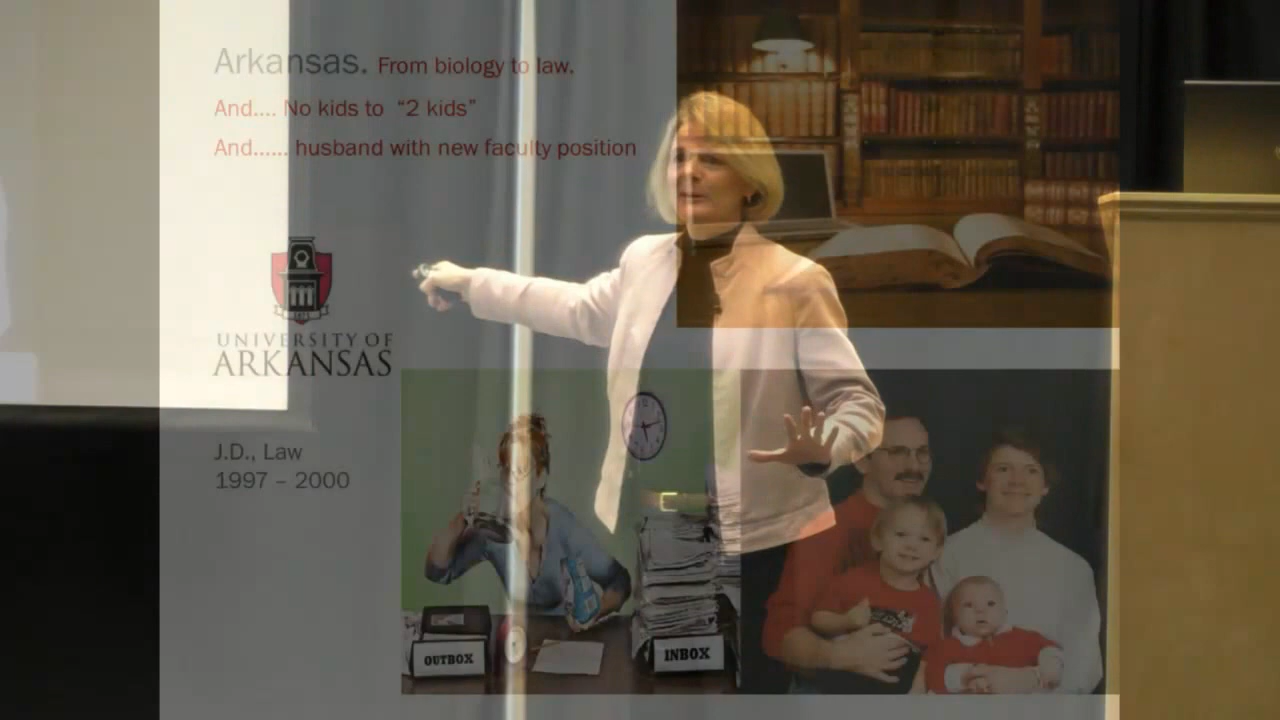 Arkansas. From biology to law.
And.... No kids to “2 kids”
And...... husband with new faculty position
UNIVERSITY OF
ARKANSAS
J.D., Law
1997 – 2000
OUTBOX
INBOX